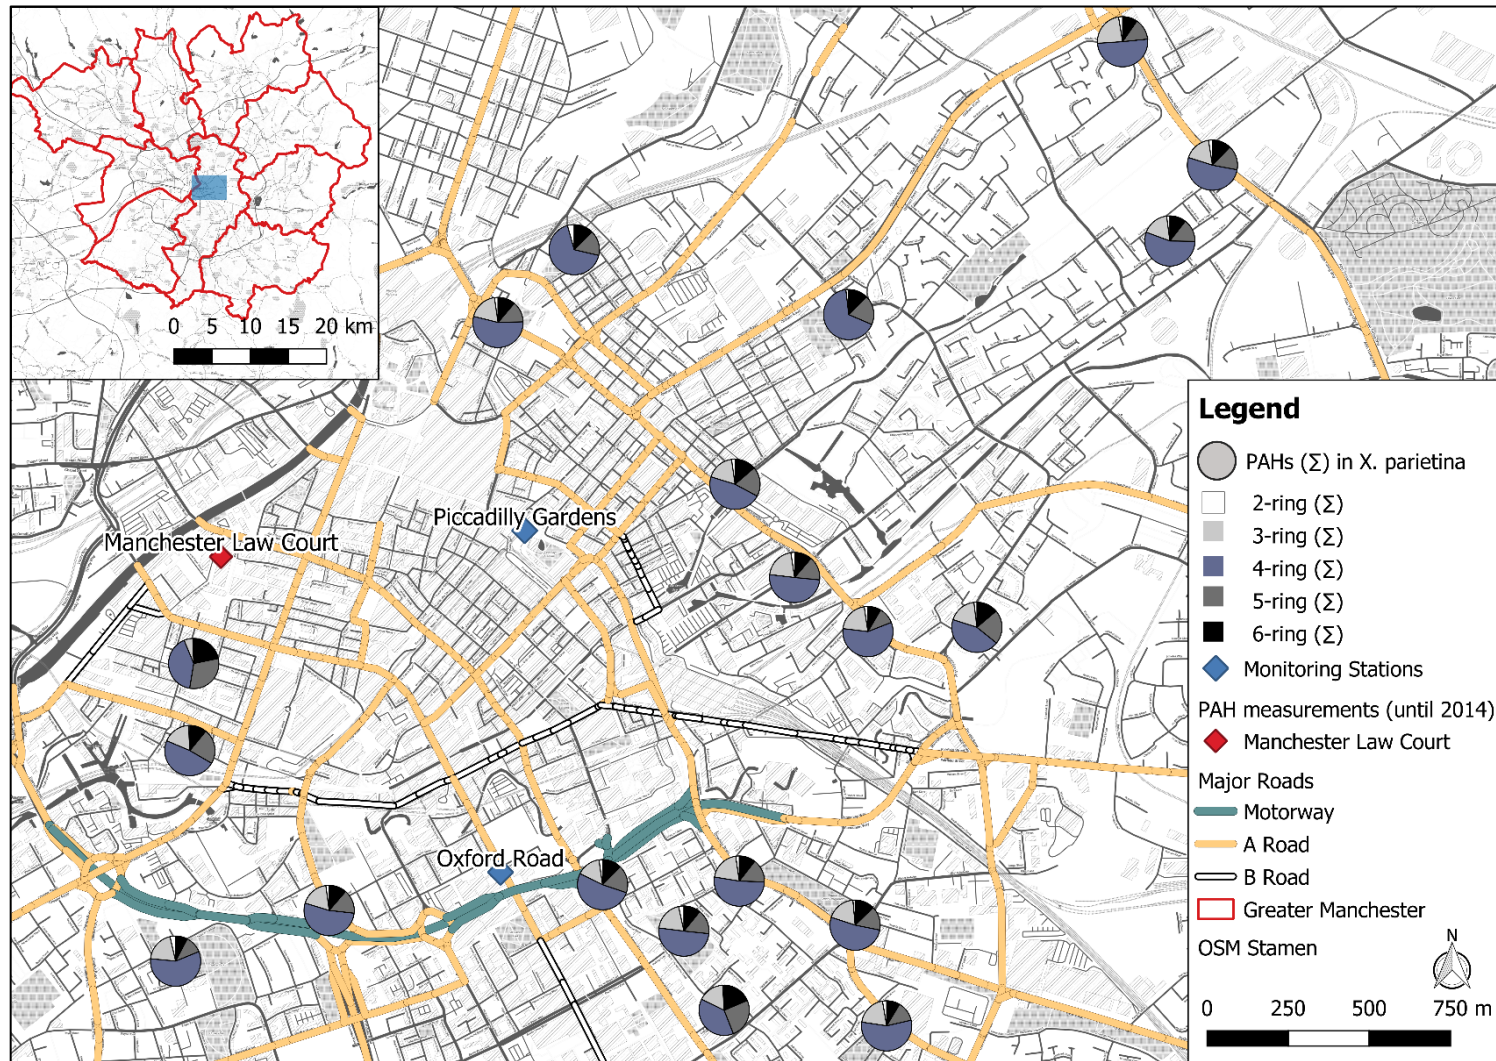 0 5 10 15 20 km
Piccadilly Gardens
Manchester Law Court
Oxford Road
Legend
PAHs (Σ) in X. parietina
2-ring (Σ)
3-ring (Σ)
4-ring (Σ)
5-ring (Σ)
6-ring (Σ)
Monitoring Stations
PAH measurements (until 2014)
Manchester Law Court
Major Roads
Motorway
A Road
B Road
Greater Manchester
OSM Stamen
N
0 250 500 750 m